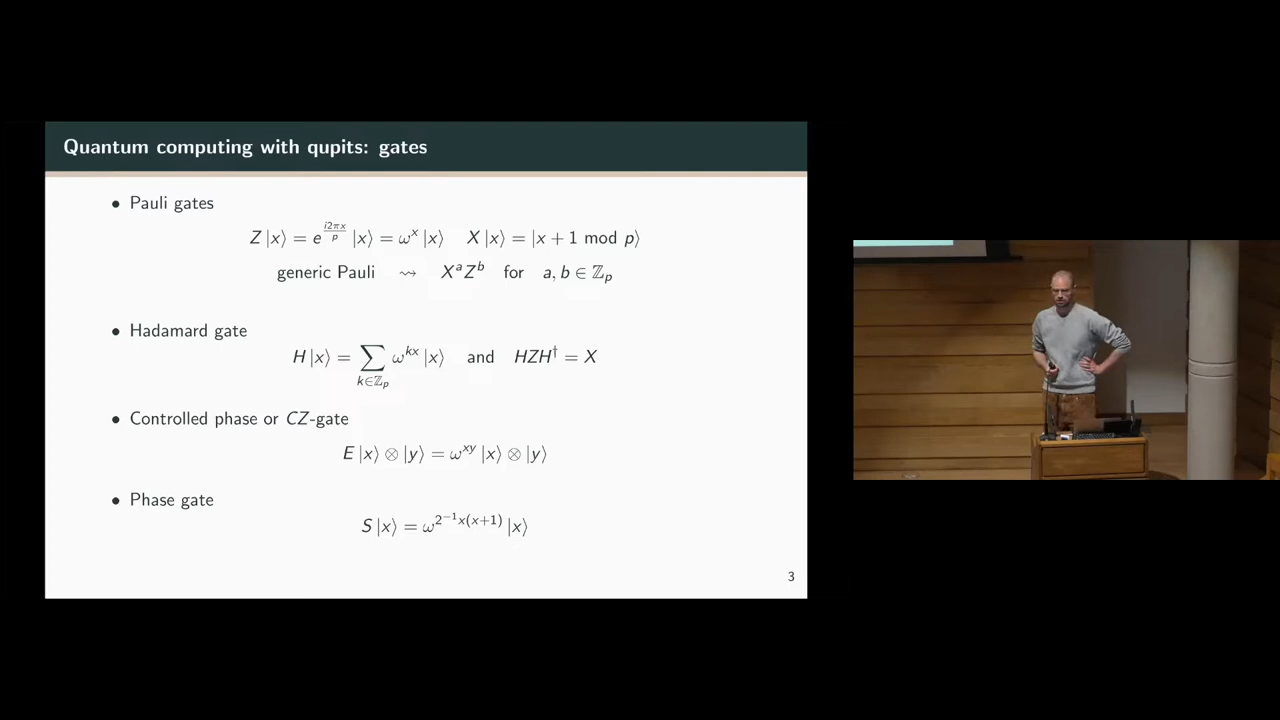 Quantum computing with qupits: gates
• Pauli gates
Z |x⟩ = e^{i2πx/p} |x⟩ = ω^x |x⟩ X |x⟩ = |x + 1 mod p⟩
generic Pauli ⇝ X^a Z^b for a, b ∈ ℤ_p
• Hadamard gate
H |x⟩ = ∑_{k∈ℤ_p} ω^{kx} |x⟩ and HZH^† = X
• Controlled phase or CZ-gate
E |x⟩ ⊗ |y⟩ = ω^{xy} |x⟩ ⊗ |y⟩
• Phase gate
S |x⟩ = ω^{2^{-1}x(x+1)} |x⟩
3